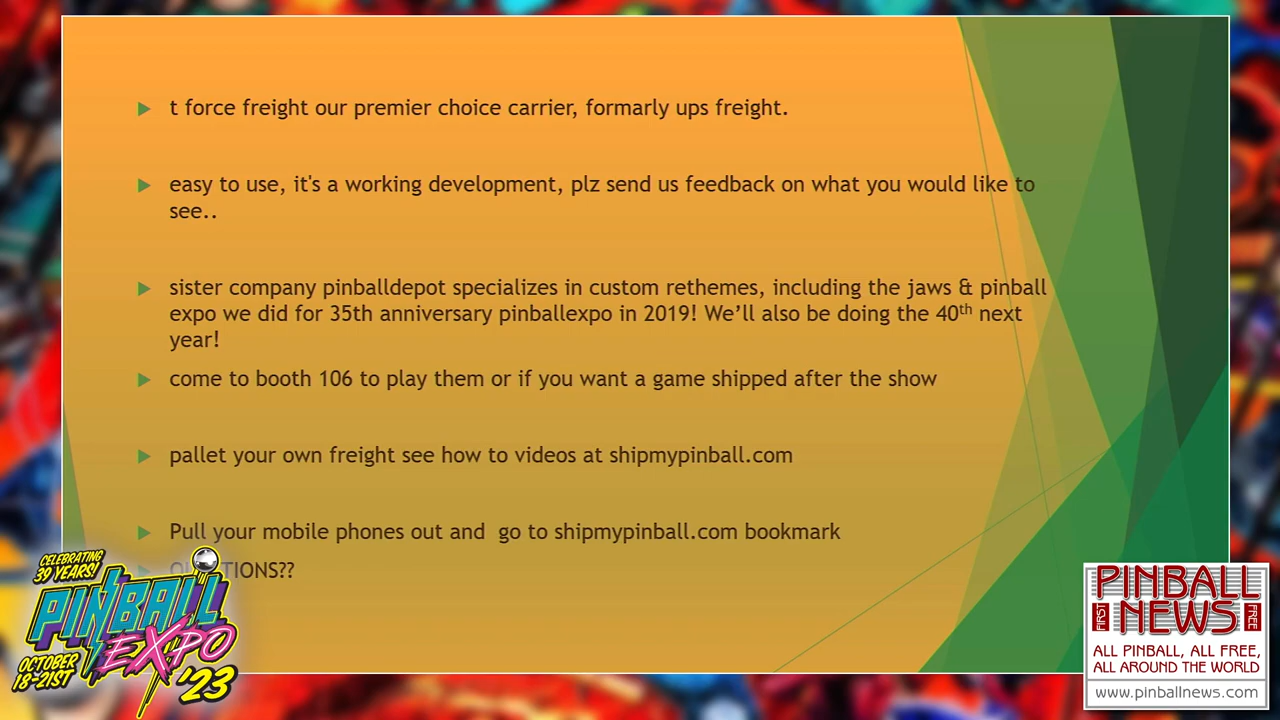 t force freight our premier choice carrier, formarly ups freight.
easy to use, it's a working development, plz send us feedback on what you would like to
see..
sister company pinballdepot specializes in custom rethemes, including the jaws & pinball
expo we did for 35th anniversary pinballexpo in 2019! We’ll also be doing the 40th next
year!
come to booth 106 to play them or if you want a game shipped after the show
pallet your own freight see how to videos at shipmypinball.com
Pull your mobile phones out and  go to shipmypinball.com bookmark
QUESTIONS??
CELEBRATING
39 YEARS!
PINBALL
EXPO
OCTOBER
18-21ST
'23
PINBALL
FIRST NEWS FREE
ALL PINBALL, ALL FREE,
ALL AROUND THE WORLD
www.pinballnews.com